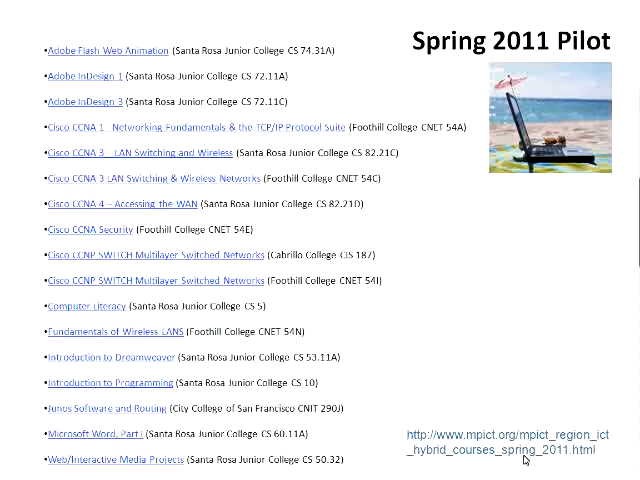 Spring 2011 Pilot
•Adobe Flash Web Animation (Santa Rosa Junior College CS 74.31A)
•Adobe InDesign 1 (Santa Rosa Junior College CS 72.11A)
•Adobe InDesign 3 (Santa Rosa Junior College CS 72.11C)
•Cisco CCNA 1 - Networking Fundamentals & the TCP/IP Protocol Suite (Foothill College CNET 54A)
•Cisco CCNA 3 – LAN Switching and Wireless (Santa Rosa Junior College CS 82.21C)
•Cisco CCNA 3 LAN Switching & Wireless Networks (Foothill College CNET 54C)
•Cisco CCNA 4 – Accessing the WAN (Santa Rosa Junior College CS 82.21D)
•Cisco CCNA Security (Foothill College CNET 54E)
•Cisco CCNP SWITCH Multilayer Switched Networks (Cabrillo College CIS 187)
•Cisco CCNP SWITCH Multilayer Switched Networks (Foothill College CNET 54I)
•Computer Literacy (Santa Rosa Junior College CS 5)
•Fundamentals of Wireless LANS (Foothill College CNET 54N)
•Introduction to Dreamweaver (Santa Rosa Junior College CS 53.11A)
•Introduction to Programming (Santa Rosa Junior College CS 10)
•Junos Software and Routing (City College of San Francisco CNIT 290J)
•Microsoft Word, Part I (Santa Rosa Junior College CS 60.11A)
•Web/Interactive Media Projects (Santa Rosa Junior College CS 50.32)
http://www.mpict.org/mpict_region_ict
_hybrid_courses_spring_2011.html